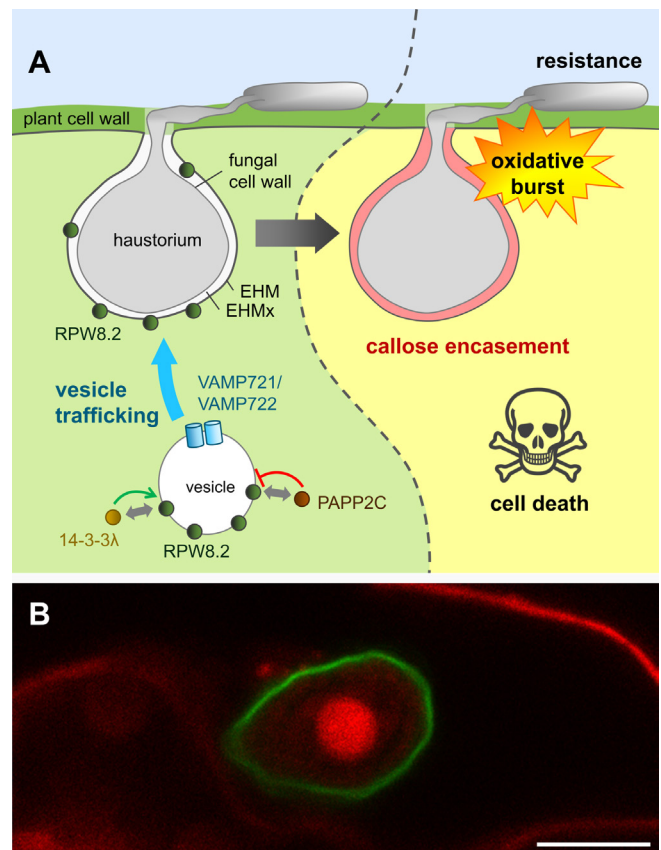 A
resistance
plant cell wall
fungal
cell wall
oxidative
burst
haustorium
EHM
EHMx
RPW8.2
callose encasement
VAMP721/
VAMP722
vesicle
trafficking
vesicle
PAPP2C
cell death
14-3-3λ
RPW8.2
B